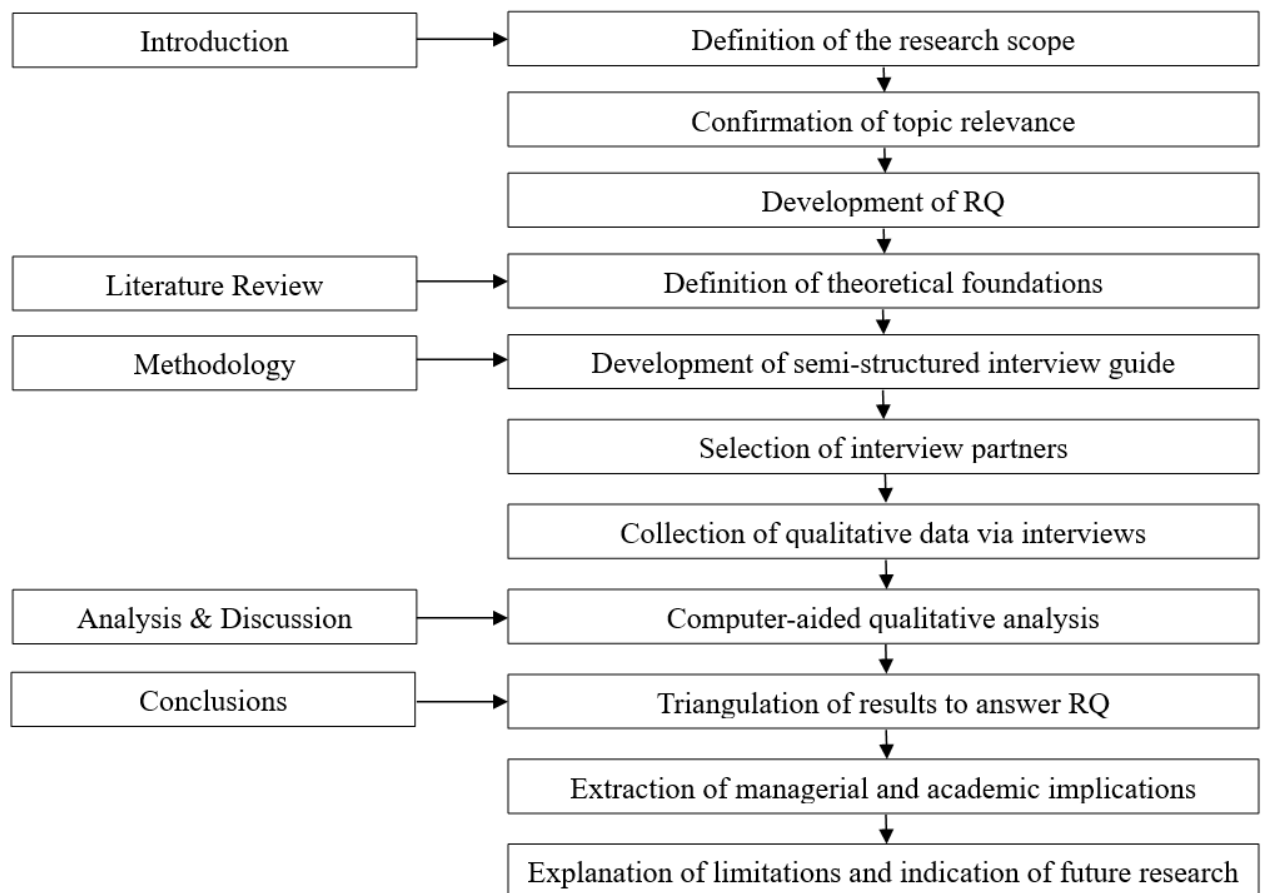 Introduction
Definition of the research scope
Confirmation of topic relevance
Development of RQ
Literature Review
Definition of theoretical foundations
Methodology
Development of semi-structured interview guide
Selection of interview partners
Collection of qualitative data via interviews
Analysis & Discussion
Computer-aided qualitative analysis
Conclusions
Triangulation of results to answer RQ
Extraction of managerial and academic implications
Explanation of limitations and indication of future research